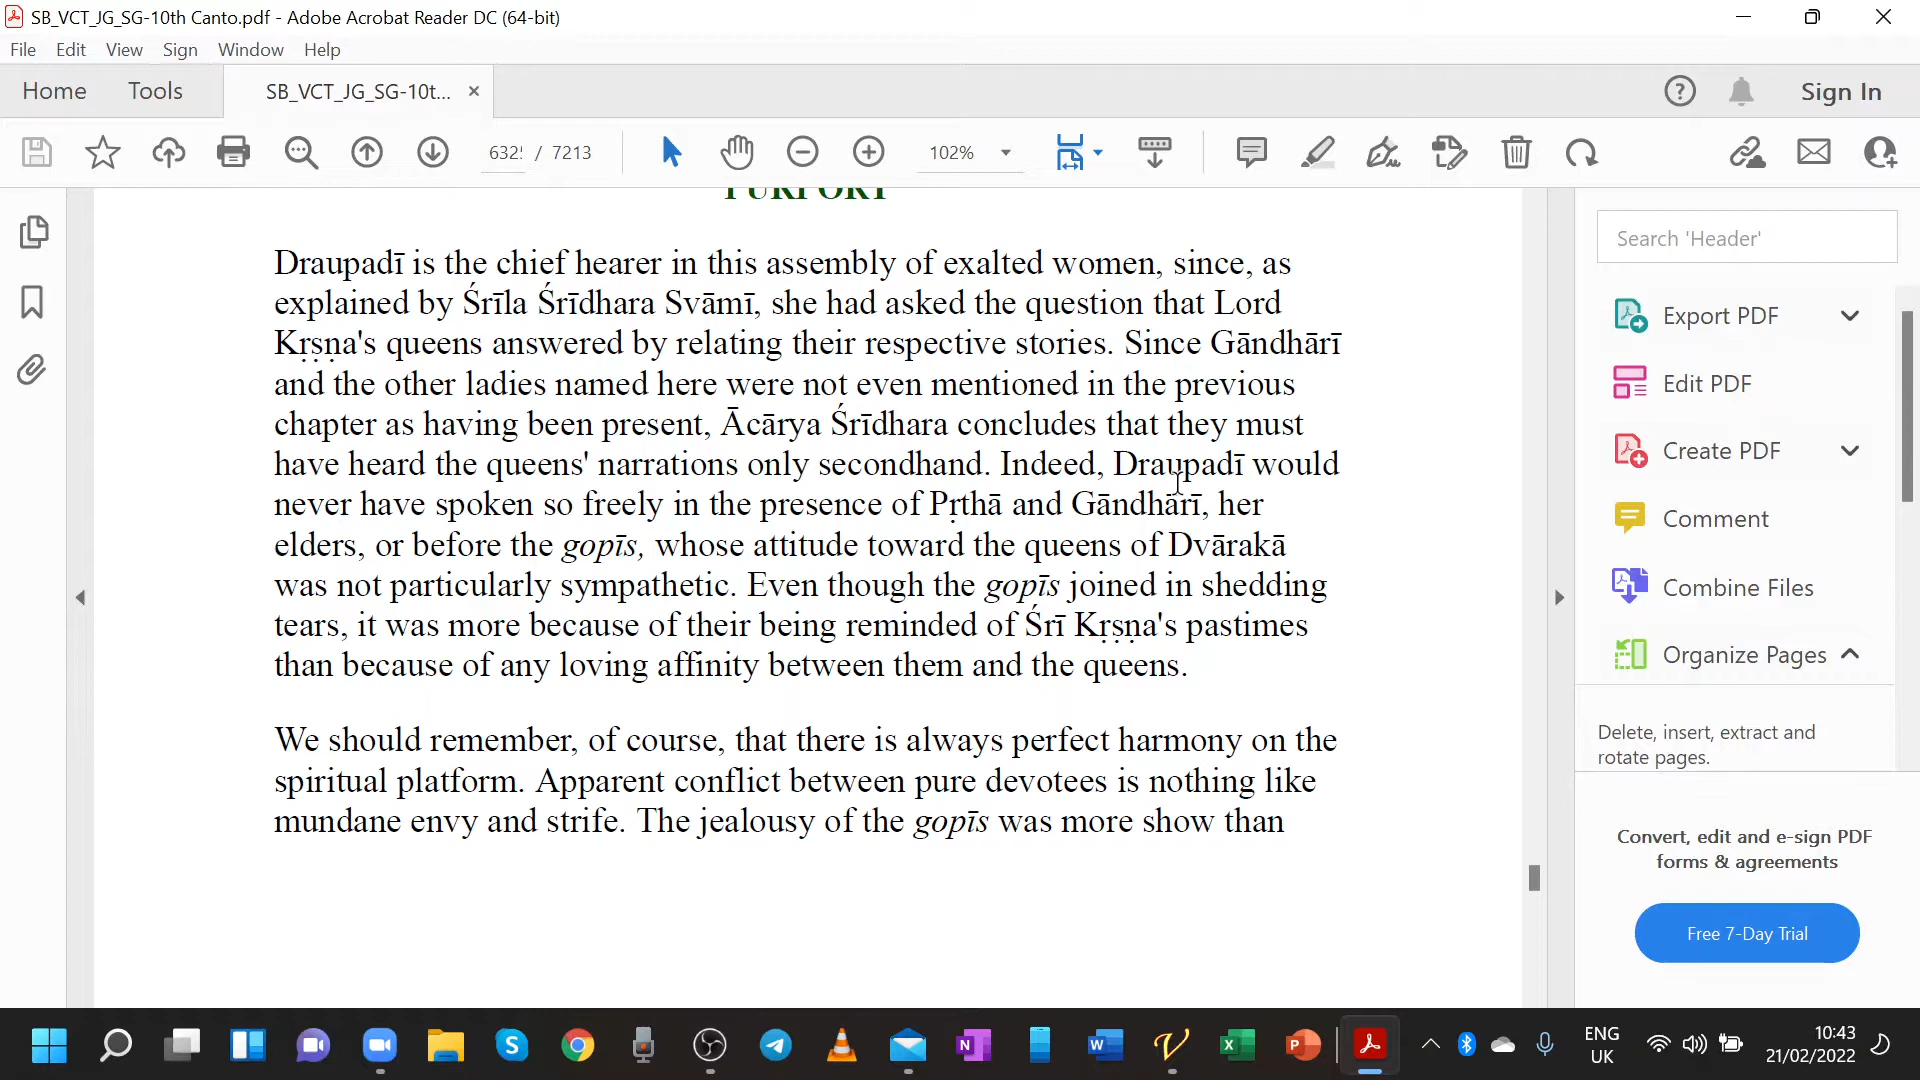 SB_VCT_JG_SG-10th Canto.pdf - Adobe Acrobat Reader DC (64-bit)
File Edit View Sign Window Help
Home Tools SB_VCT_JG_SG-10t... × Sign In
6325 / 7213 102%
PURPORT
Draupadī is the chief hearer in this assembly of exalted women, since, as
explained by Śrīla Śrīdhara Svāmī, she had asked the question that Lord
Kṛṣṇa's queens answered by relating their respective stories. Since Gāndhārī
and the other ladies named here were not even mentioned in the previous
chapter as having been present, Ācārya Śrīdhara concludes that they must
have heard the queens' narrations only secondhand. Indeed, Draupadī would
never have spoken so freely in the presence of Pṛthā and Gāndhārī, her
elders, or before the gopīs, whose attitude toward the queens of Dvārakā
was not particularly sympathetic. Even though the gopīs joined in shedding
tears, it was more because of their being reminded of Śrī Kṛṣṇa's pastimes
than because of any loving affinity between them and the queens.
We should remember, of course, that there is always perfect harmony on the
spiritual platform. Apparent conflict between pure devotees is nothing like
mundane envy and strife. The jealousy of the gopīs was more show than
Search 'Header'
Export PDF
Edit PDF
Create PDF
Comment
Combine Files
Organize Pages
Delete, insert, extract and
rotate pages.
Convert, edit and e-sign PDF
forms & agreements
Free 7-Day Trial
ENG
UK
10:43
21/02/2022